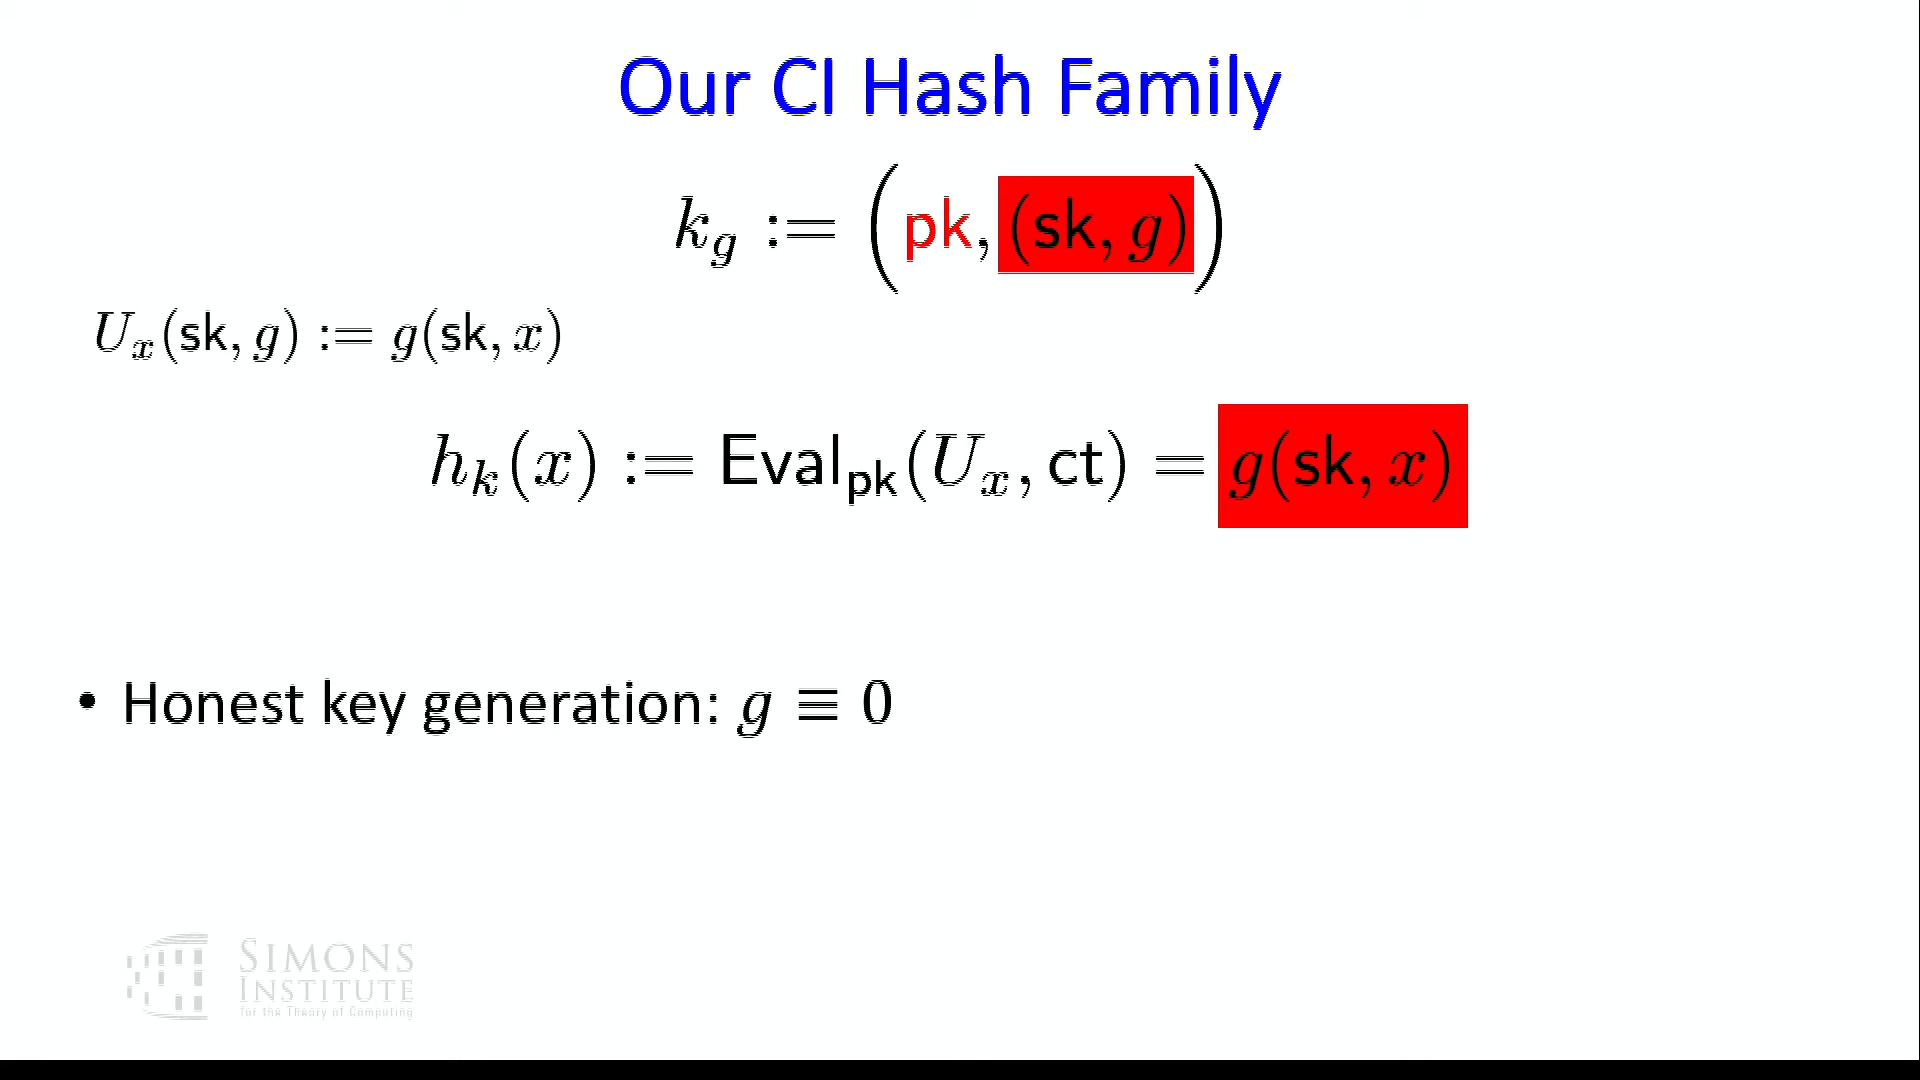 Our CI Hash Family
k_g := (pk, (sk, g))
U_x(sk, g) := g(sk, x)
h_k(x) := Eval_pk(U_x, ct) = g(sk, x)
• Honest key generation: g ≡ 0
SIMONS
INSTITUTE
for the Theory of Computing